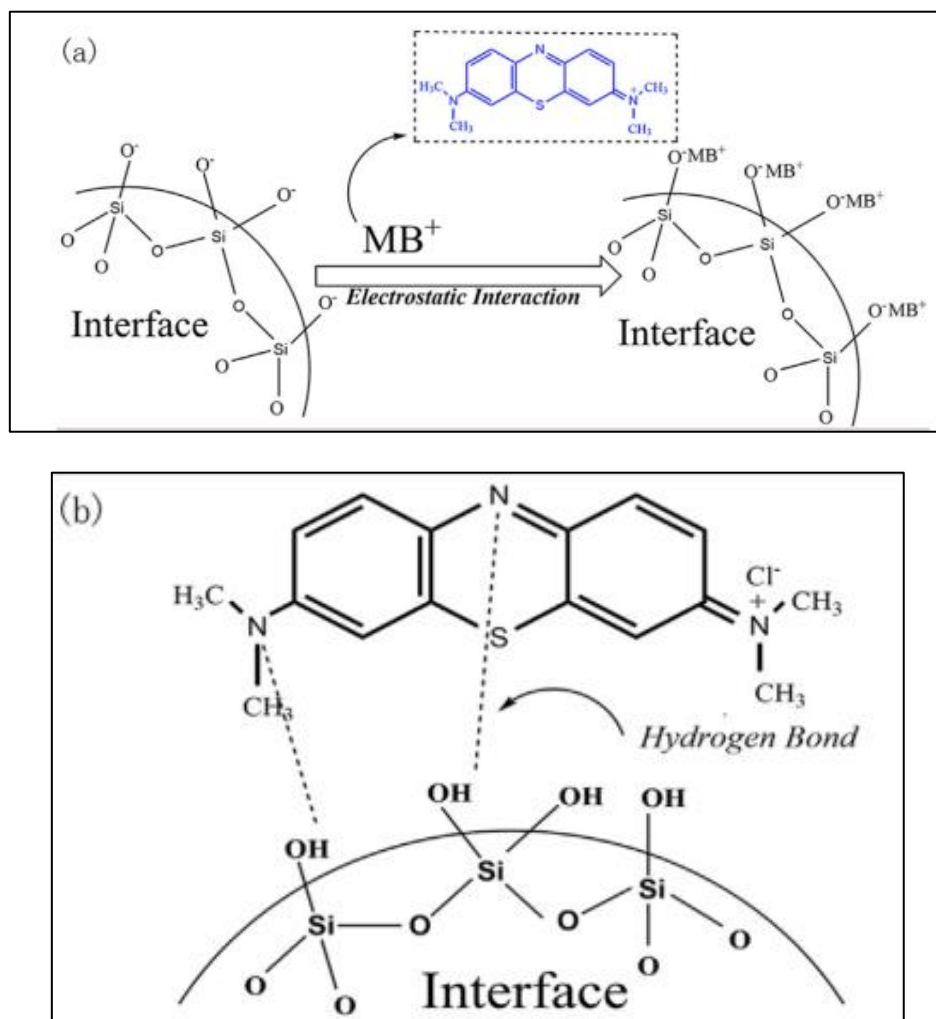 (a)
N
H₃C
N
CH₃
S
N⁺
CH₃
CH₃
O⁻
O⁻
O⁻
Si
O
O
O
Si
O
O⁻
Si
O
O
Interface
MB⁺
Electrostatic Interaction
O⁻MB⁺
O⁻MB⁺
O⁻MB⁺
Si
O
O
O
Si
O
O⁻MB⁺
Si
O
O
Interface
(b)
N
H₃C
N
CH₃
S
Cl⁻
+
N
CH₃
CH₃
Hydrogen Bond
OH
OH
OH
OH
Si
Si
Si
O
O
O
O
O
O
Interface